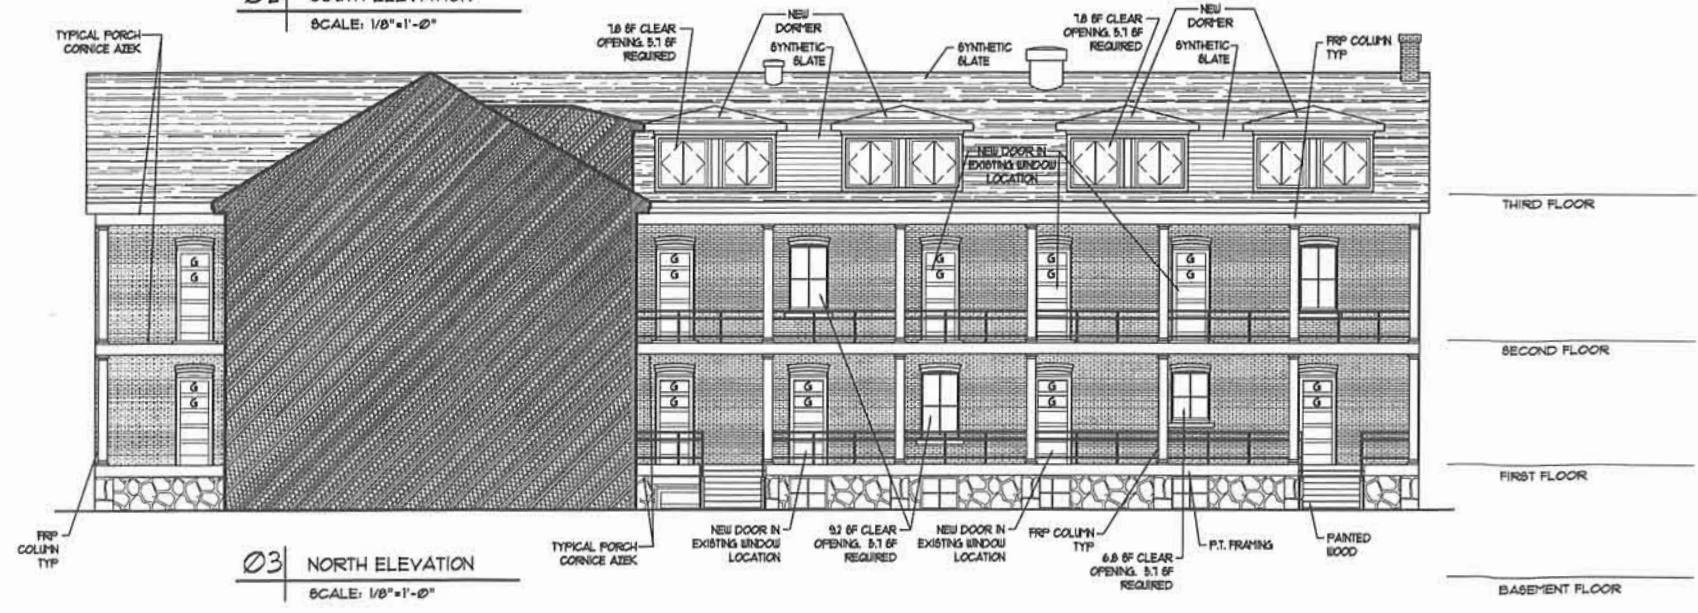 SCALE: 1/8"=1'-0"
TYPICAL PORCH
CORNICE AZEK
7.8 SF CLEAR
OPENING. 5.7 SF
REQUIRED
NEW
DORMER
SYNTHETIC
SLATE
SYNTHETIC
SLATE
7.8 SF CLEAR
OPENING. 5.7 SF
REQUIRED
NEW
DORMER
SYNTHETIC
SLATE
FRP COLUMN
TYP
NEW DOOR IN
EXISTING WINDOW
LOCATION
THIRD FLOOR
G
G
G
G
G
G
G
G
G
G
SECOND FLOOR
G
G
G
G
G
G
G
G
G
G
FIRST FLOOR
FRP
COLUMN
TYP
TYPICAL PORCH
CORNICE AZEK
NEW DOOR IN
EXISTING WINDOW
LOCATION
9.2 SF CLEAR
OPENING. 5.7 SF
REQUIRED
NEW DOOR IN
EXISTING WINDOW
LOCATION
FRP COLUMN
TYP
6.8 SF CLEAR
OPENING. 5.7 SF
REQUIRED
P.T. FRAMING
PAINTED
WOOD
BASEMENT FLOOR
03 NORTH ELEVATION
SCALE: 1/8"=1'-0"